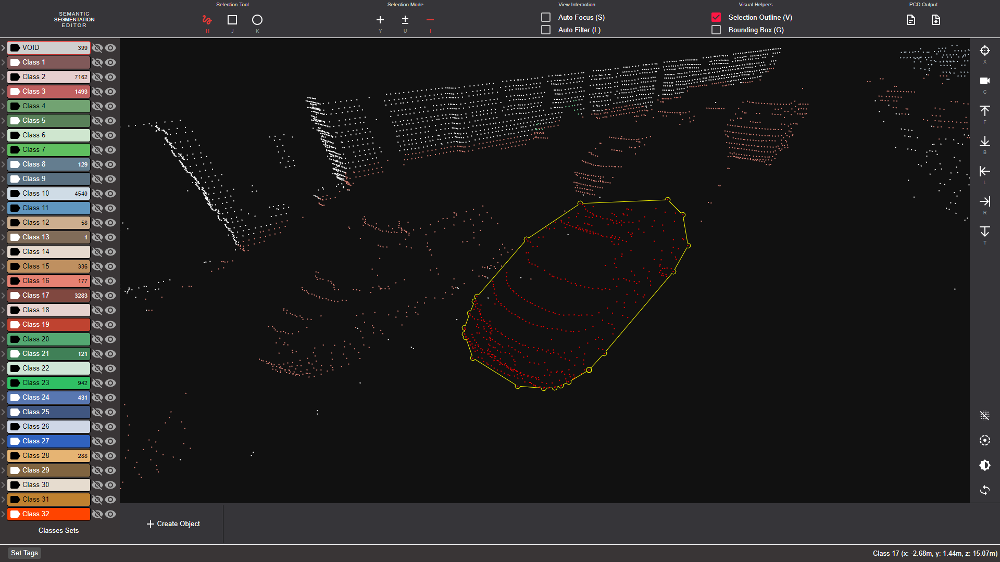 SEMANTIC
SEGMENTATION
EDITOR
Selection Tool
H
J
K
Selection Mode
Y
U
I
View Interaction
Auto Focus (S)
Auto Filter (L)
Visual Helpers
Selection Outline (V)
Bounding Box (G)
PCD Output
VOID 399
Class 1
Class 2 7162
Class 3 1493
Class 4
Class 5
Class 6
Class 7
Class 8 129
Class 9
Class 10 4540
Class 11
Class 12 58
Class 13 1
Class 14
Class 15 336
Class 16 177
Class 17 3283
Class 18
Class 19
Class 20
Class 21 121
Class 22
Class 23 942
Class 24 431
Class 25
Class 26
Class 27
Class 28 288
Class 29
Class 30
Class 31
Class 32
Classes Sets
X
C
F
B
L
R
T
Create Object
Set Tags
Class 17 (x: -2.68m, y: 1.44m, z: 15.07m)